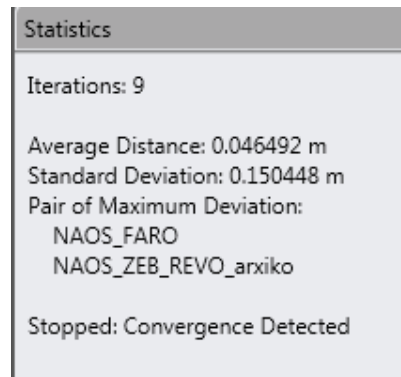 Statistics
Iterations: 9
Average Distance: 0.046492 m
Standard Deviation: 0.150448 m
Pair of Maximum Deviation:
NAOS_FARO
NAOS_ZEB_REVO_arxiko
Stopped: Convergence Detected